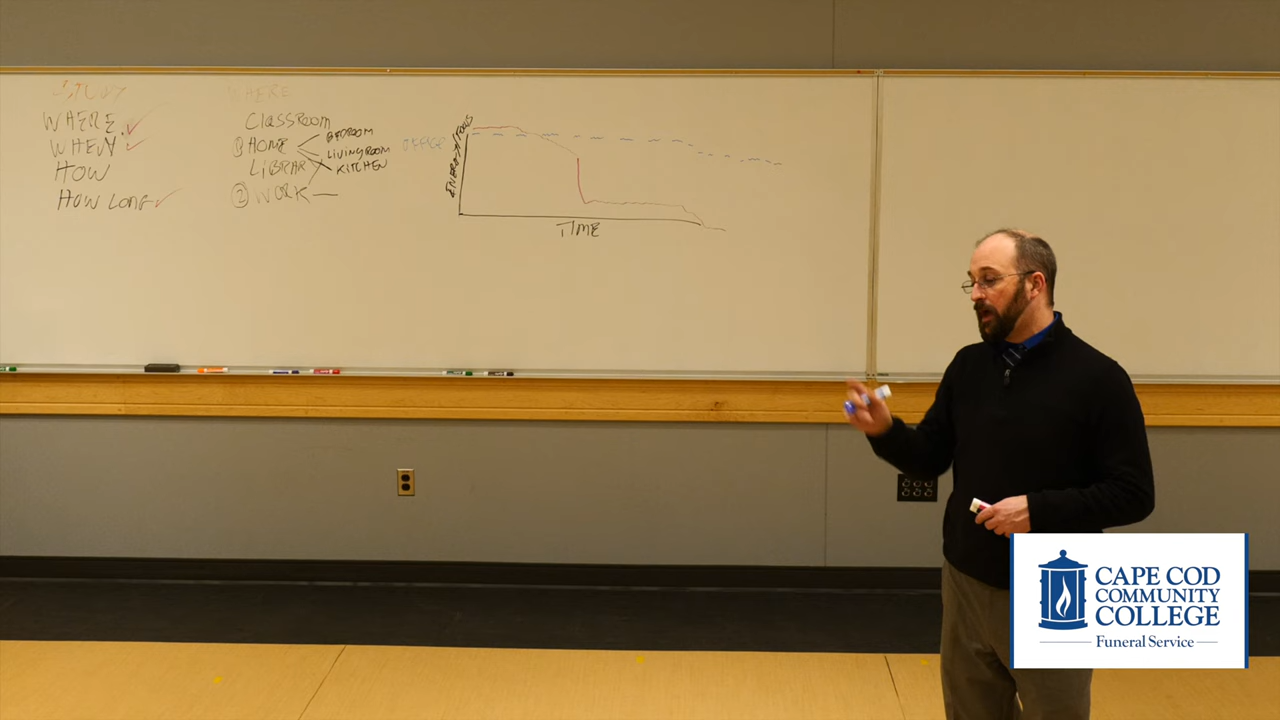 STUDY
WHERE
WHEN
HOW
HOW LONG
WHERE
CLASSROOM
① HOME
BEDROOM
LIVINGROOM
KITCHEN
LIBRARY
② WORK
OFFICE
ENERGY/FOCUS
TIME
CAPE COD
COMMUNITY
COLLEGE
Funeral Service